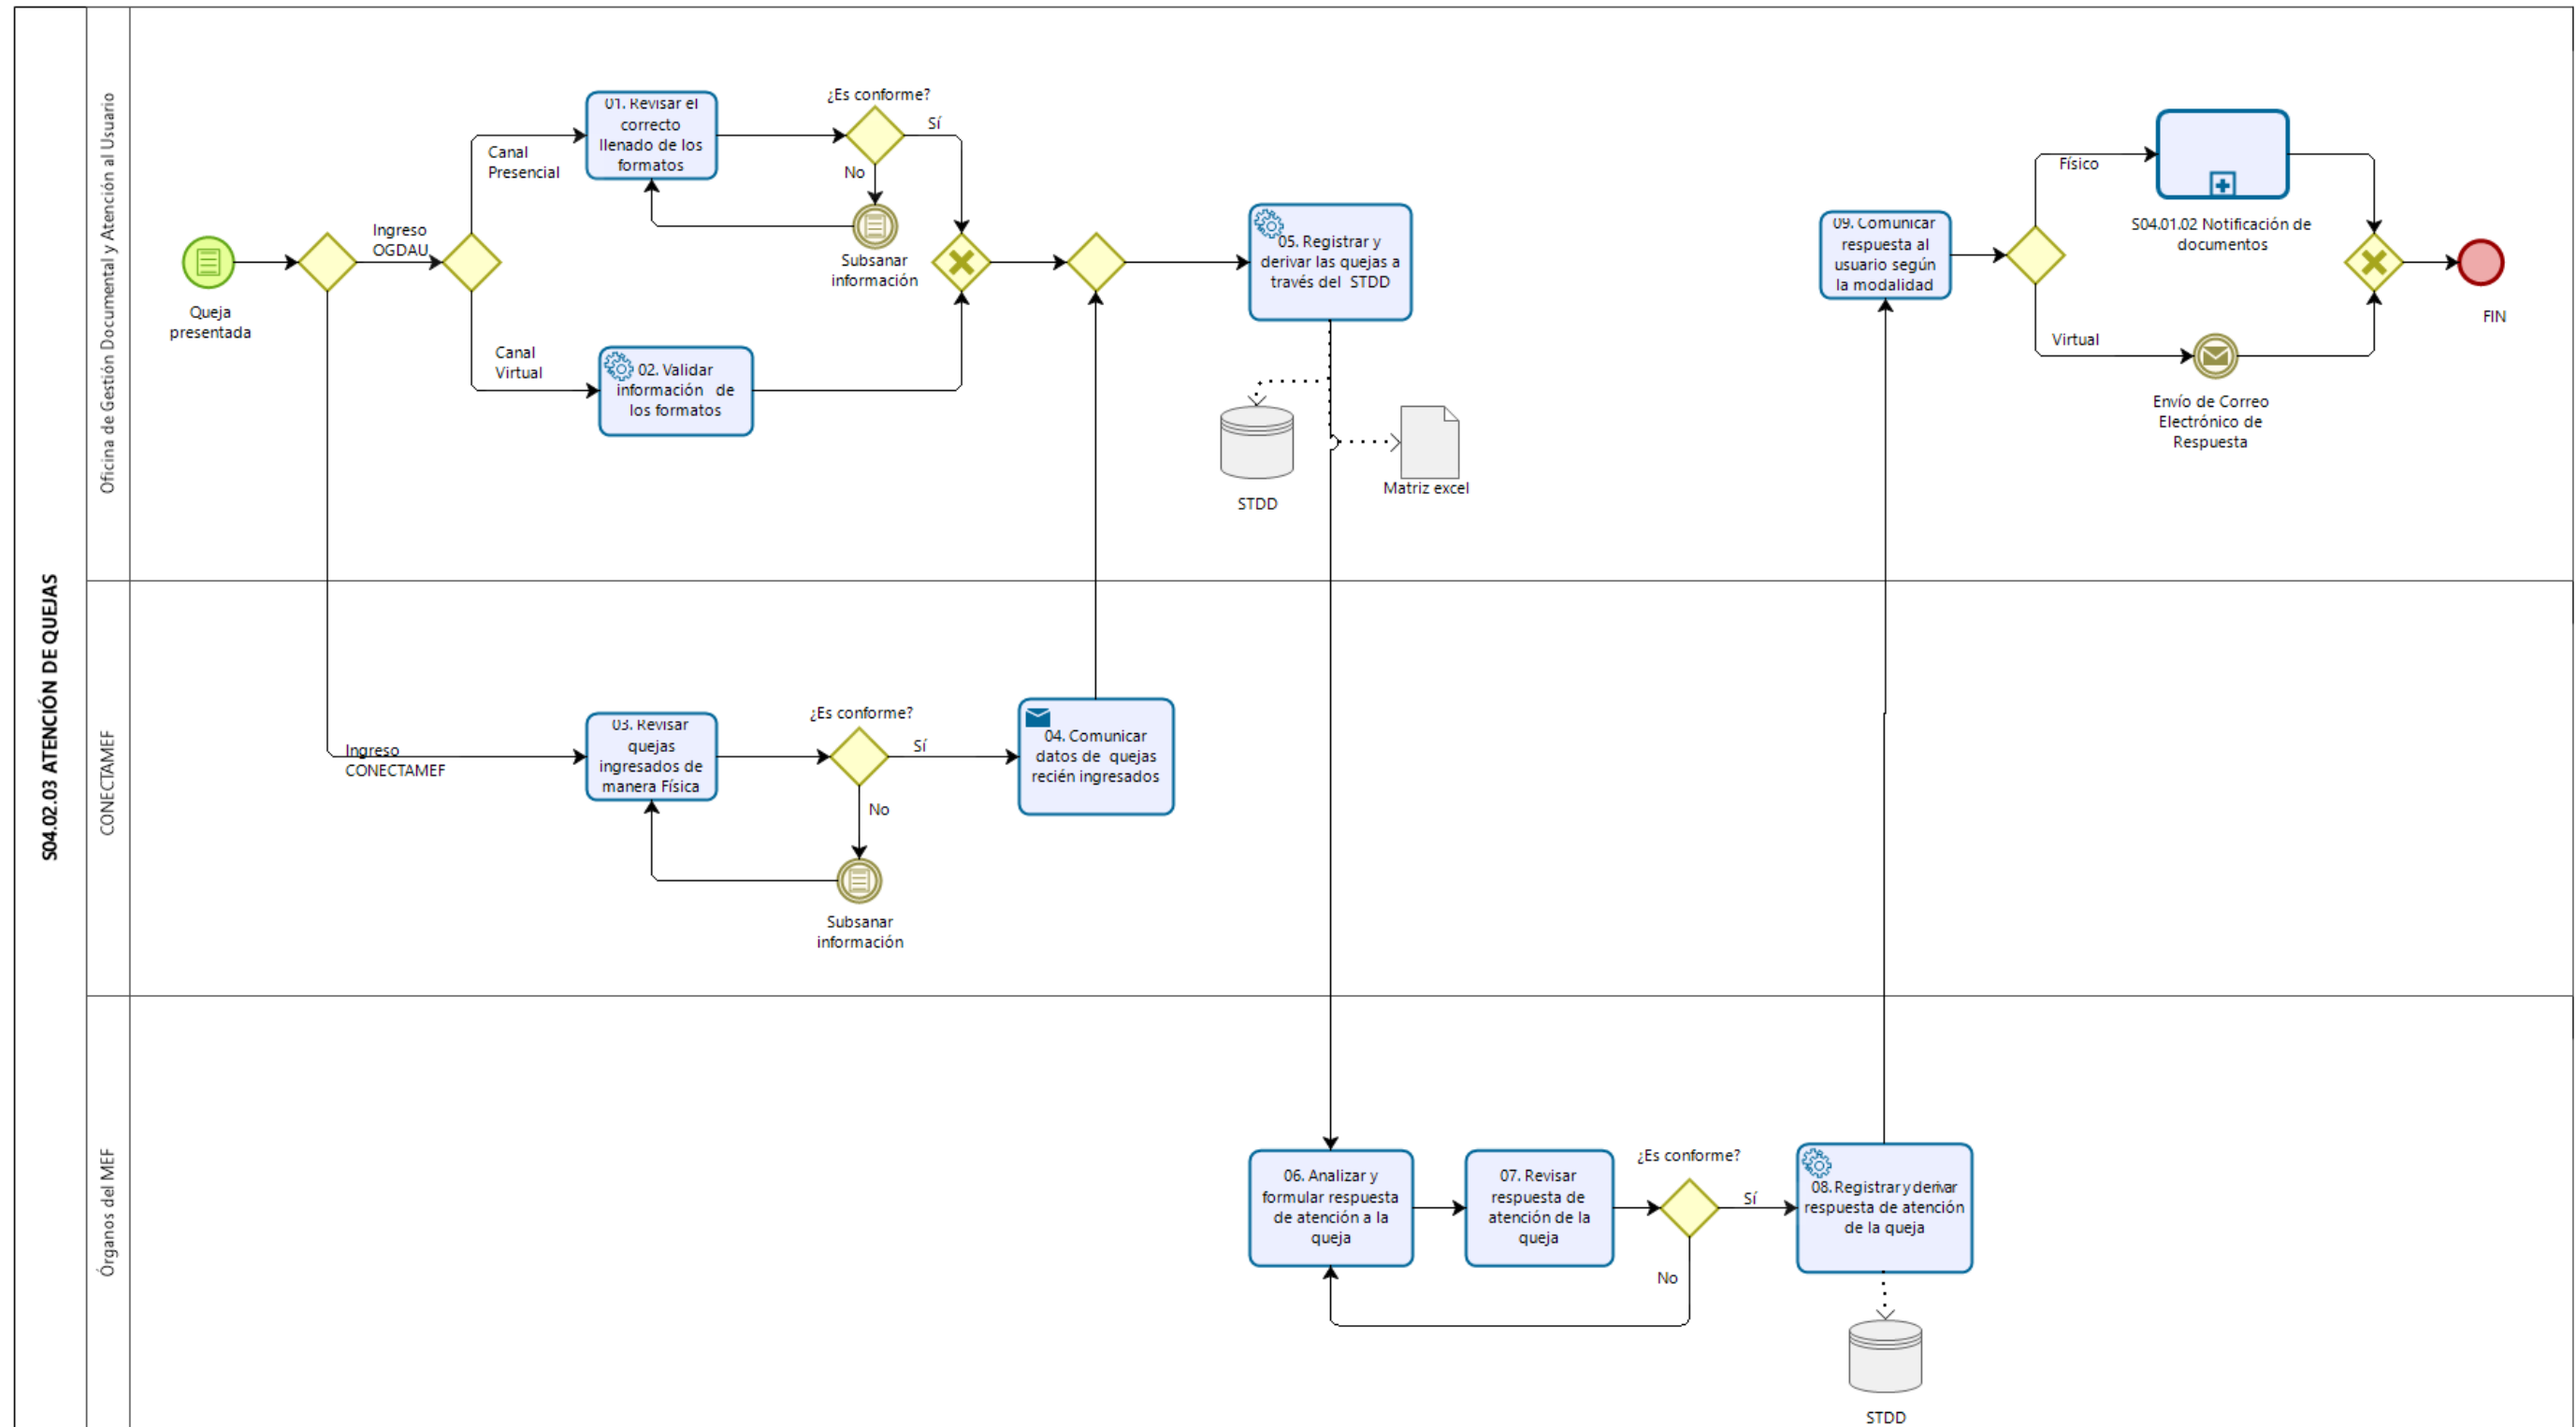 S04.02.03 ATENCIÓN DE QUEJAS
Oficina de Gestión Documental y Atención al Usuario
Queja
presentada
Ingreso
OGDAU
Canal
Presencial
01. Revisar el
correcto
llenado de los
formatos
¿Es conforme?
Sí
No
Subsanar
información
Canal
Virtual
02. Validar
información de
los formatos
05. Registrar y
derivar las quejas a
través del STDD
STDD
Matriz excel
09. Comunicar
respuesta al
usuario según
la modalidad
Físico
S04.01.02 Notificación de
documentos
Virtual
Envío de Correo
Electrónico de
Respuesta
FIN
CONECTAMEF
Ingreso
CONECTAMEF
03. Revisar
quejas
ingresados de
manera Física
¿Es conforme?
Sí
No
Subsanar
información
04. Comunicar
datos de quejas
recién ingresados
Órganos del MEF
06. Analizar y
formular respuesta
de atención a la
queja
07. Revisar
respuesta de
atención de la
queja
¿Es conforme?
Sí
No
08. Registrar y derivar
respuesta de atención
de la queja
STDD